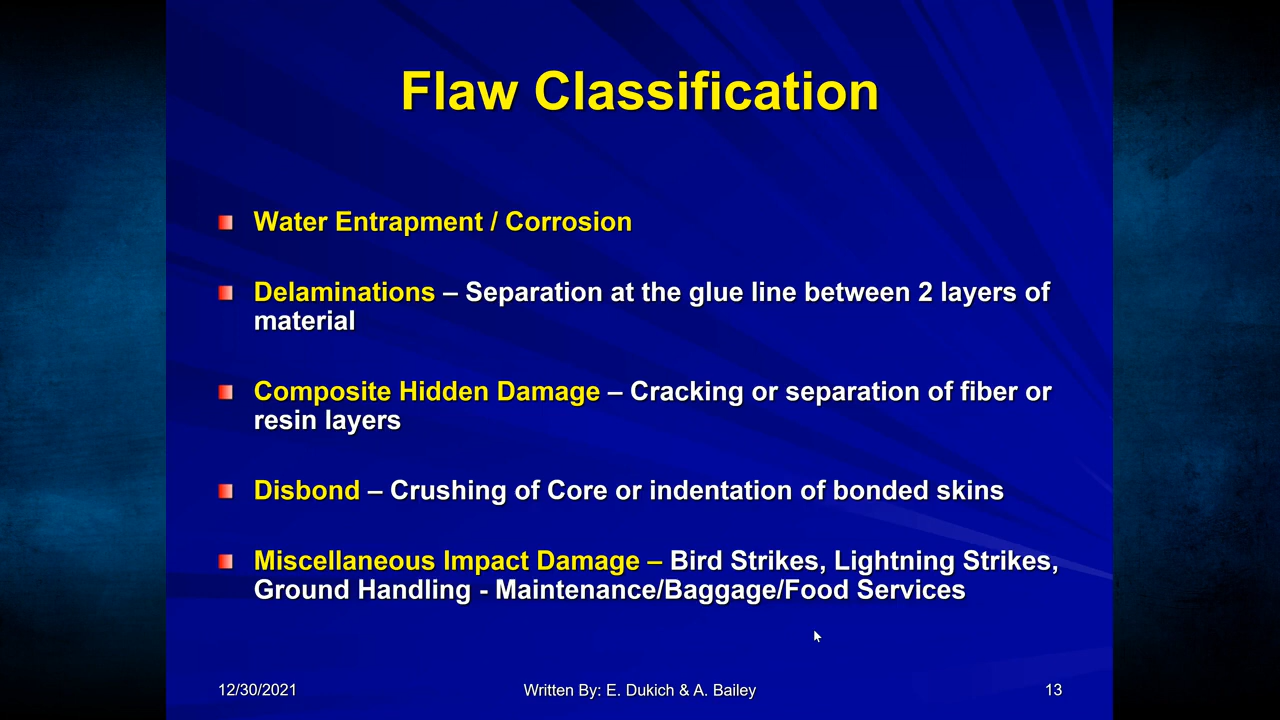 Flaw Classification
Water Entrapment / Corrosion
Delaminations – Separation at the glue line between 2 layers of
material
Composite Hidden Damage – Cracking or separation of fiber or
resin layers
Disbond – Crushing of Core or indentation of bonded skins
Miscellaneous Impact Damage – Bird Strikes, Lightning Strikes,
Ground Handling - Maintenance/Baggage/Food Services
12/30/2021
Written By: E. Dukich & A. Bailey
13